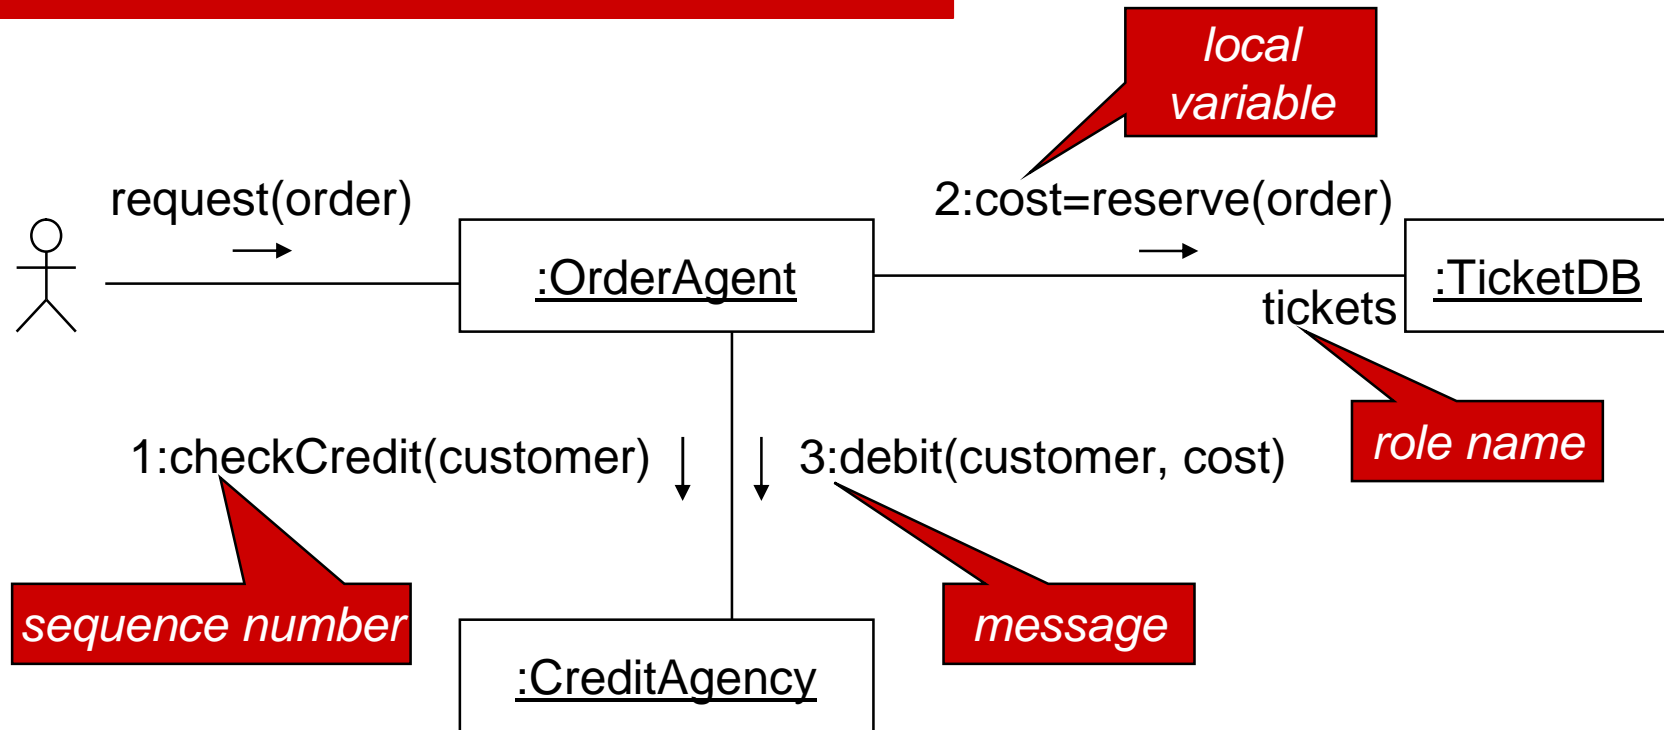 local
variable
request(order)
2:cost=reserve(order)
:OrderAgent
:TicketDB
tickets
1:checkCredit(customer)
3:debit(customer, cost)
role name
sequence number
message
:CreditAgency